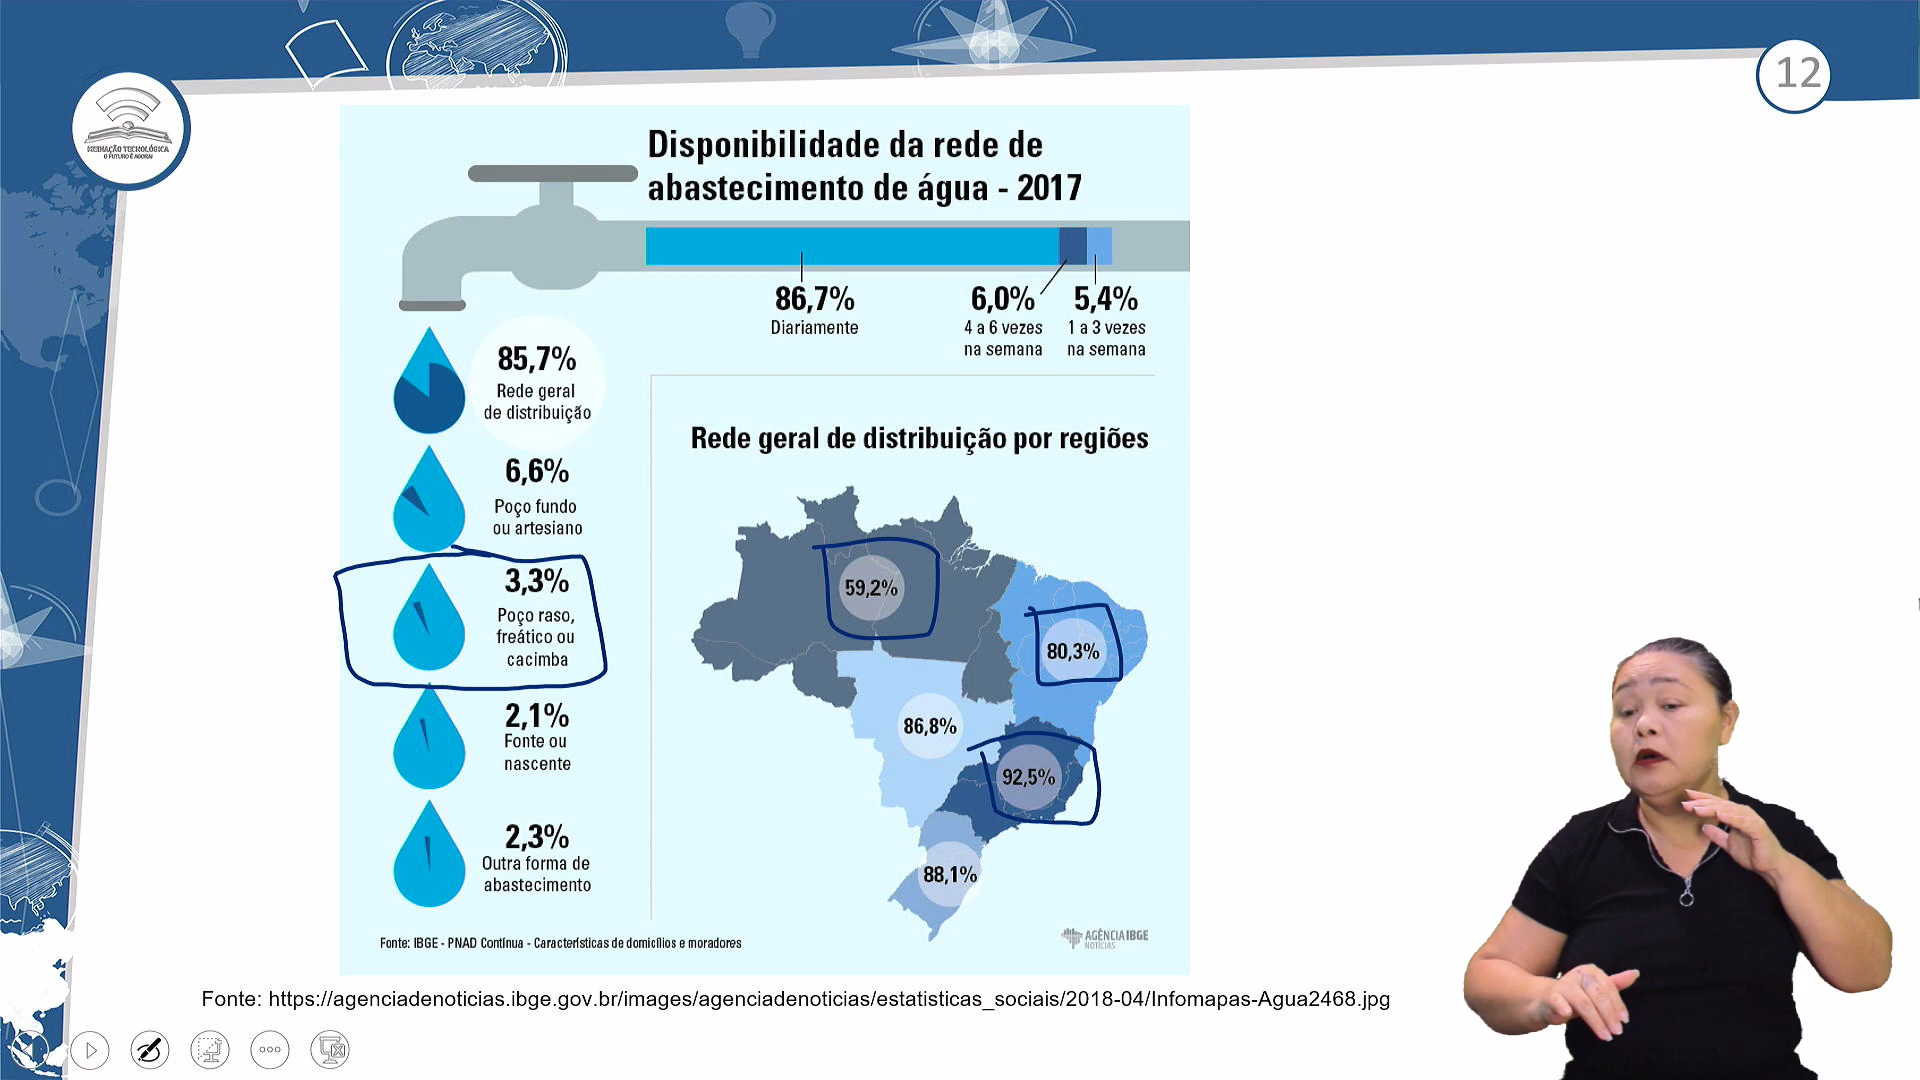 12
MEDIAÇÃO TECNOLÓGICA
O FUTURO É AGORA!
Disponibilidade da rede de
abastecimento de água - 2017
86,7%
Diariamente
6,0%
4 a 6 vezes
na semana
5,4%
1 a 3 vezes
na semana
85,7%
Rede geral
de distribuição
6,6%
Poço fundo
ou artesiano
3,3%
Poço raso,
freático ou
cacimba
2,1%
Fonte ou
nascente
2,3%
Outra forma de
abastecimento
Rede geral de distribuição por regiões
59,2%
80,3%
86,8%
92,5%
88,1%
Fonte: IBGE - PNAD Contínua - Características de domicílios e moradores
AGÊNCIA IBGE
NOTÍCIAS
Fonte: https://agenciadenoticias.ibge.gov.br/images/agenciadenoticias/estatisticas_sociais/2018-04/Infomapas-Agua2468.jpg